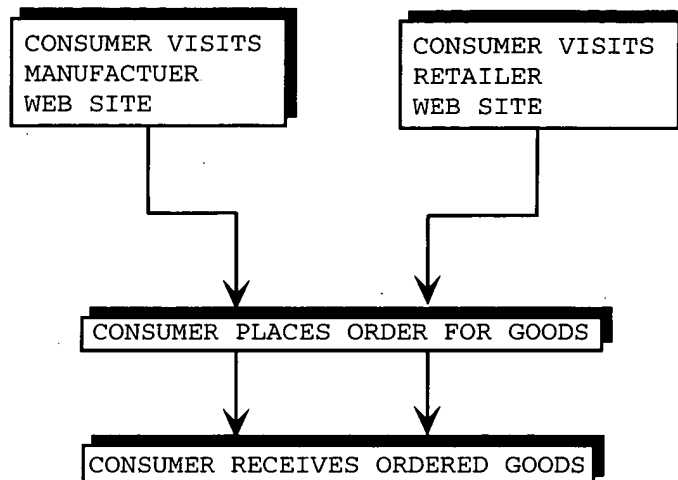 CONSUMER VISITS
MANUFACTUER
WEB SITE
CONSUMER VISITS
RETAILER
WEB SITE
CONSUMER PLACES ORDER FOR GOODS
CONSUMER RECEIVES ORDERED GOODS